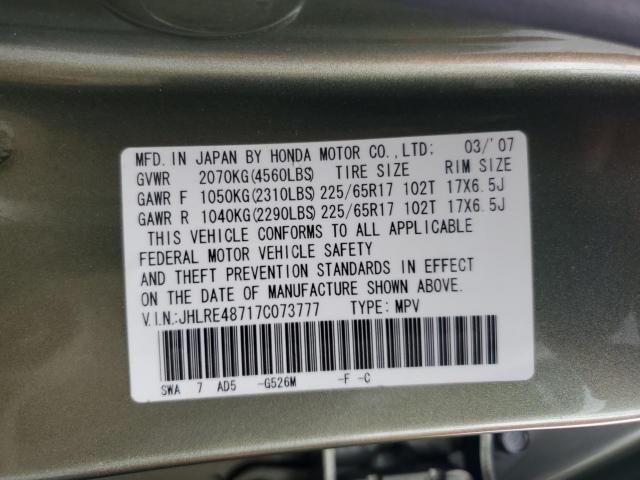 MFD. IN JAPAN BY HONDA MOTOR CO., LTD: 03/'07
GVWR 2070KG(4560LBS) TIRE SIZE RIM SIZE
GAWR F 1050KG(2310LBS) 225/65R17 102T 17X6.5J
GAWR R 1040KG(2290LBS) 225/65R17 102T 17X6.5J
THIS VEHICLE CONFORMS TO ALL APPLICABLE
FEDERAL MOTOR VEHICLE SAFETY
AND THEFT PREVENTION STANDARDS IN EFFECT
ON THE DATE OF MANUFACTURE SHOWN ABOVE.
V.I.N.:JHLRE48717C073777 TYPE: MPV
SWA 7 AD5 -G526M -F -C